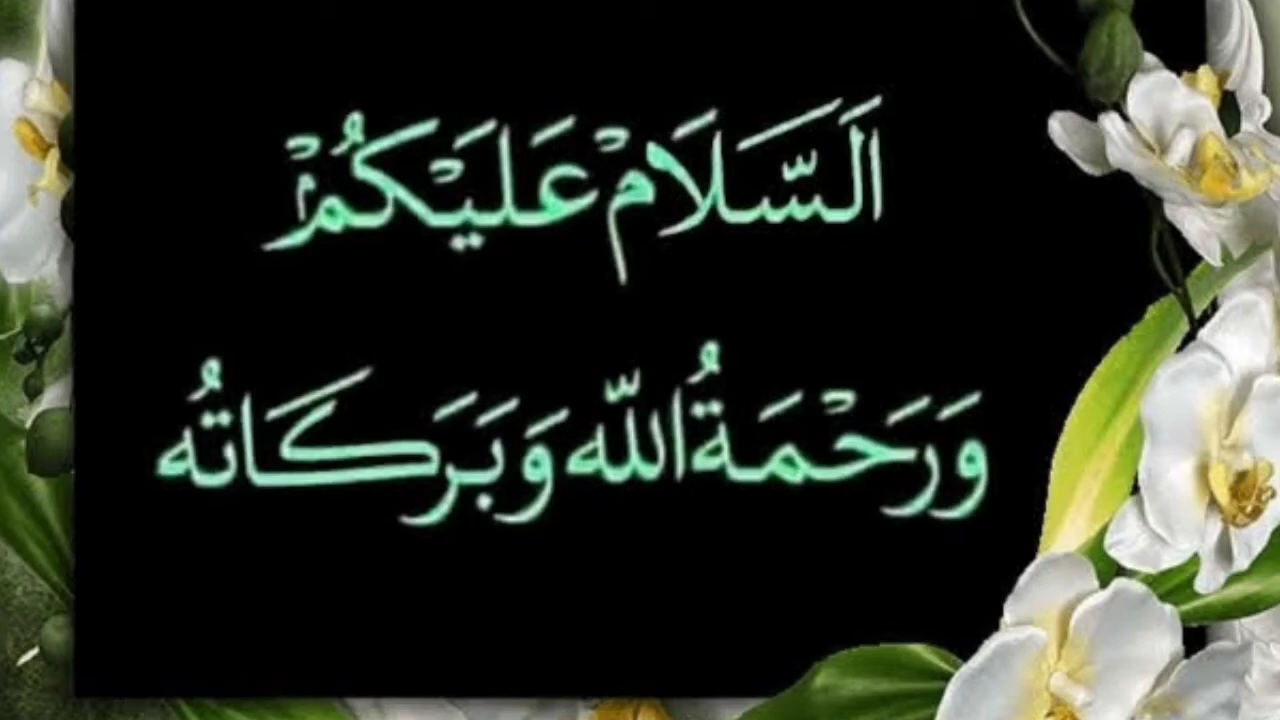 اَلسَّلَامْ عَلَيْكُمْ
وَرَحْمَةُ اللّه وَبَرَكَاتُه